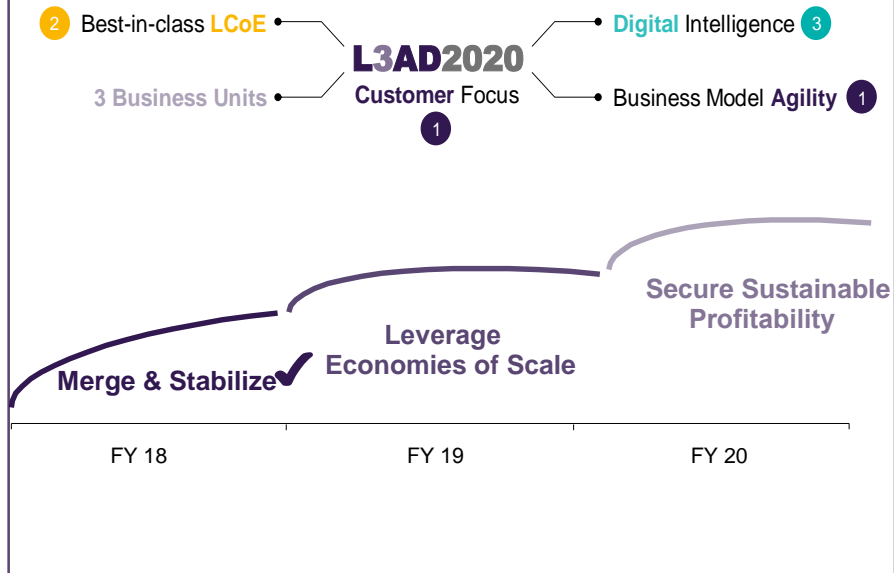 2 Best-in-class LCoE
Digital Intelligence 3
L3AD2020
3 Business Units
Customer Focus
Business Model Agility 1
1
Secure Sustainable
Profitability
Leverage
Economies of Scale
Merge & Stabilize
FY 18
FY 19
FY 20